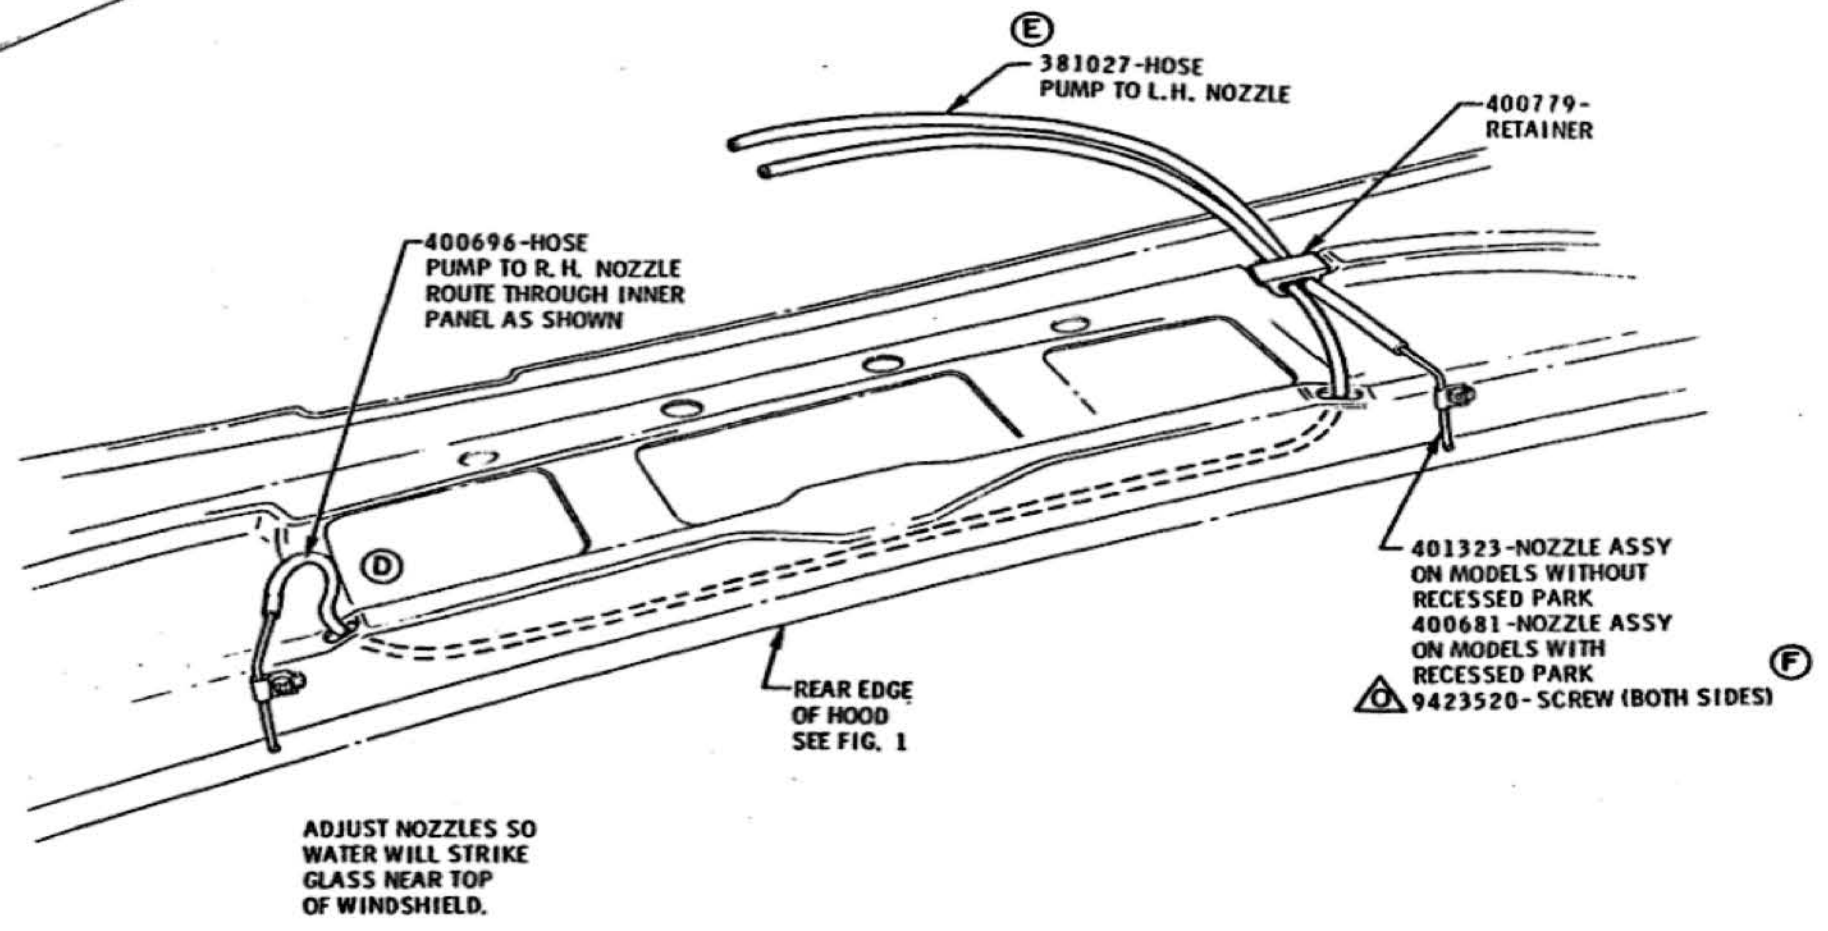 E
381027-HOSE
PUMP TO L.H. NOZZLE
400779-
RETAINER
400696-HOSE
PUMP TO R.H. NOZZLE
ROUTE THROUGH INNER
PANEL AS SHOWN
D
401323-NOZZLE ASSY
ON MODELS WITHOUT
RECESSED PARK
400681-NOZZLE ASSY
ON MODELS WITH
RECESSED PARK
F
O 9423520-SCREW (BOTH SIDES)
REAR EDGE
OF HOOD
SEE FIG. 1
ADJUST NOZZLES SO
WATER WILL STRIKE
GLASS NEAR TOP
OF WINDSHIELD.